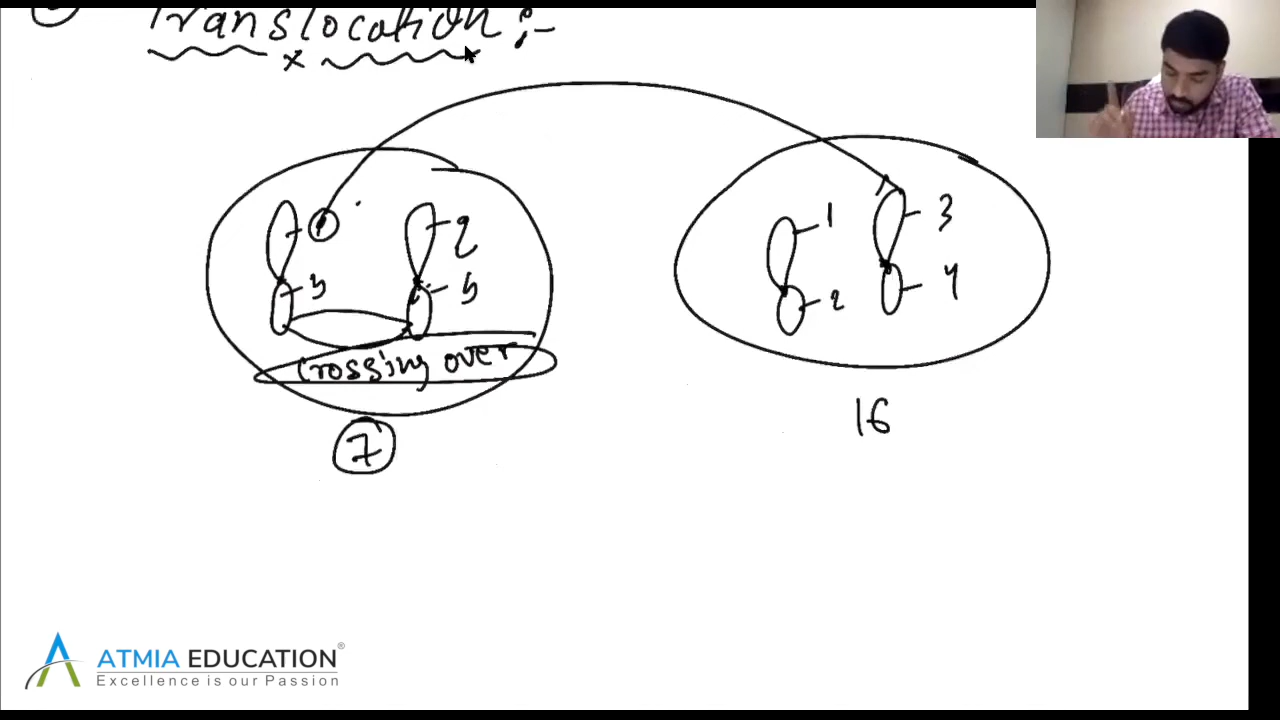 Translocation :-
1
2
3
5
crossing over
7
1
2
3
4
16
ATMIA EDUCATION®
Excellence is our Passion